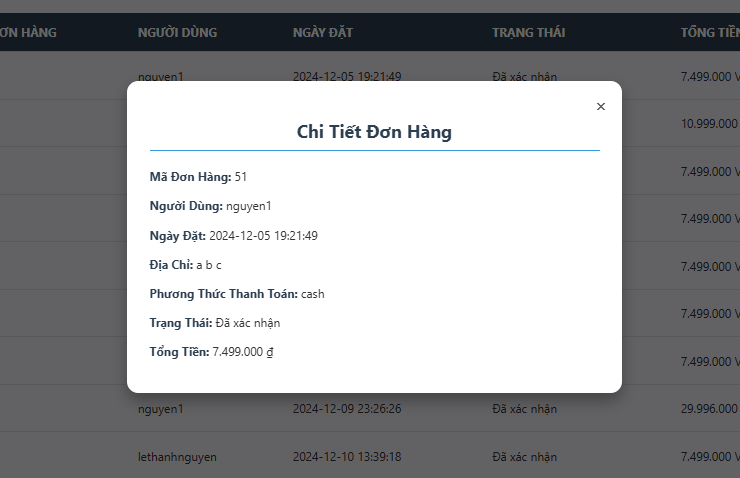 ƠN HÀNG NGƯỜI DÙNG NGÀY ĐẶT TRẠNG THÁI TỔNG TIỀN
nguyen1 2024-12-05 19:21:49 Đã xác nhận 7.499.000 V
10.999.000
7.499.000 V
7.499.000 V
7.499.000 V
7.499.000 V
7.499.000 V
×
Chi Tiết Đơn Hàng
Mã Đơn Hàng: 51
Người Dùng: nguyen1
Ngày Đặt: 2024-12-05 19:21:49
Địa Chỉ: a b c
Phương Thức Thanh Toán: cash
Trạng Thái: Đã xác nhận
Tổng Tiền: 7.499.000 ₫
nguyen1 2024-12-09 23:26:26 Đã xác nhận 29.996.000
lethanhnguyen 2024-12-10 13:39:18 Đã xác nhận 7.499.000 V